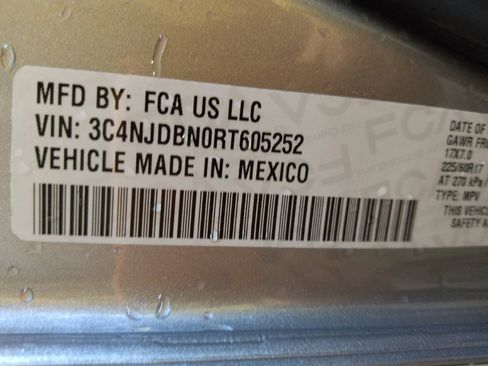 MFD BY: FCA US LLC
VIN: 3C4NJDBN0RT605252
VEHICLE MADE IN: MEXICO
DATE OF
GAWR FRO
17X7.0
225/60R17
AT 270 kPa /
TYPE: MPV
THIS VEHIC
SAFETY A